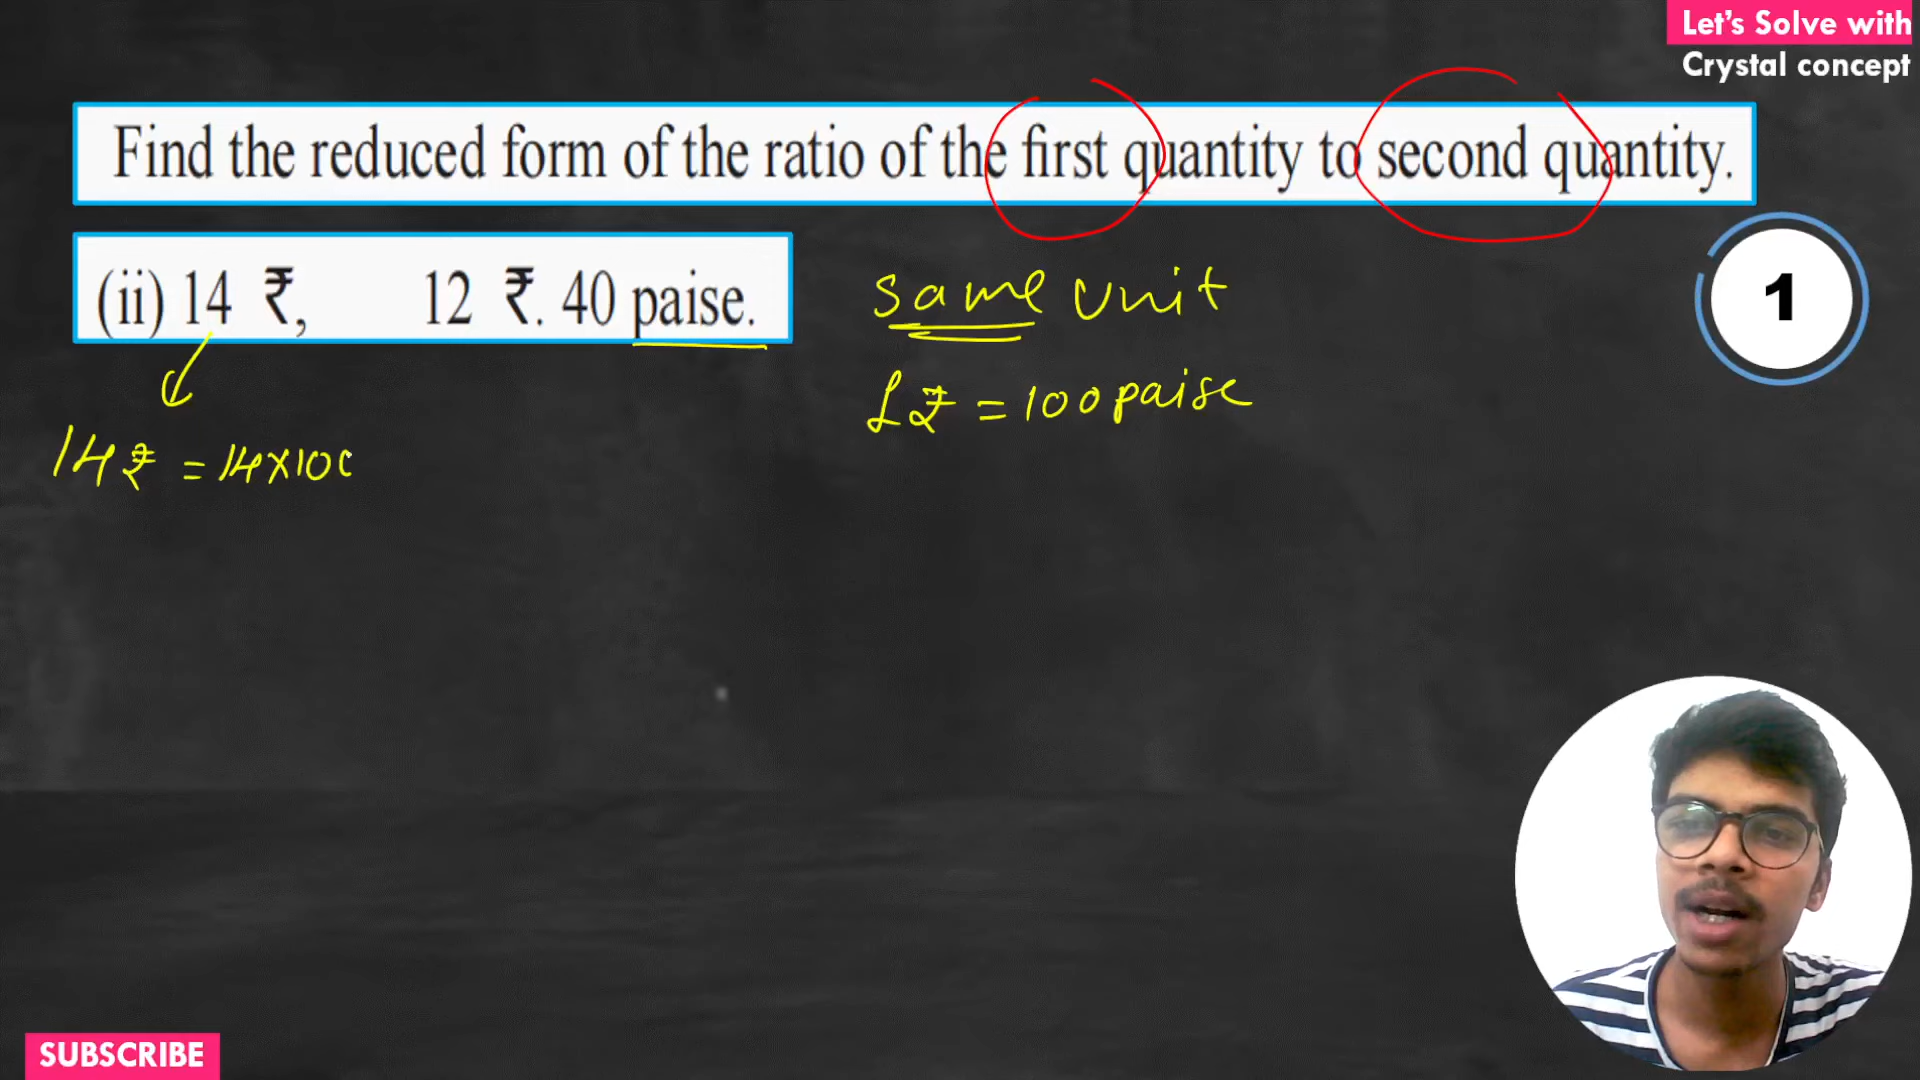 Let's Solve with
Crystal concept
Find the reduced form of the ratio of the first quantity to second quantity.
(ii) 14 ₹, 12 ₹. 40 paise.
1
same unit
1₹ = 100 paise
14₹ = 14×100
SUBSCRIBE